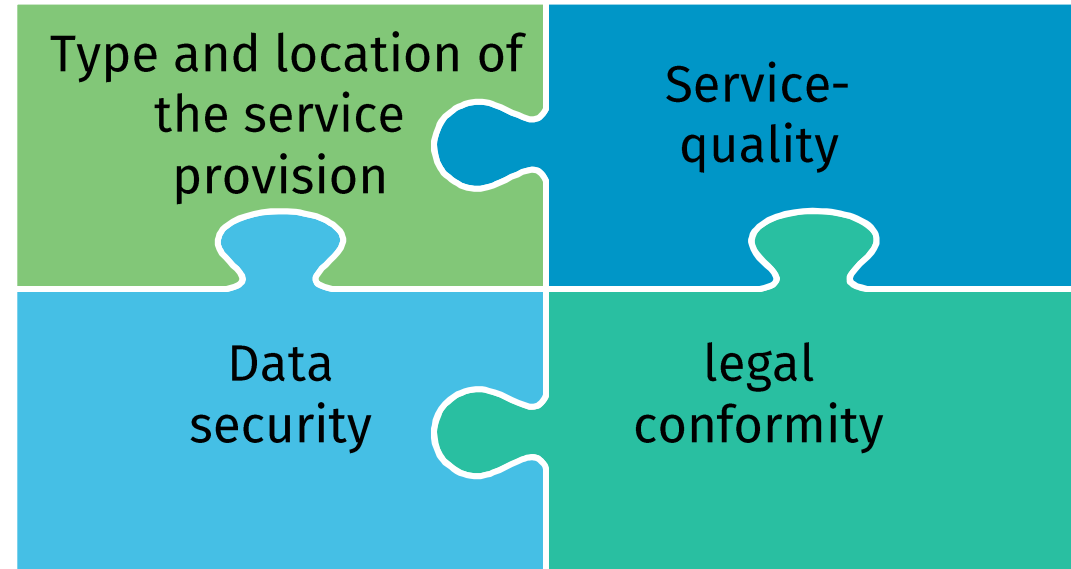 Type and location of
the service
provision
Service-
quality
Data
security
legal
conformity